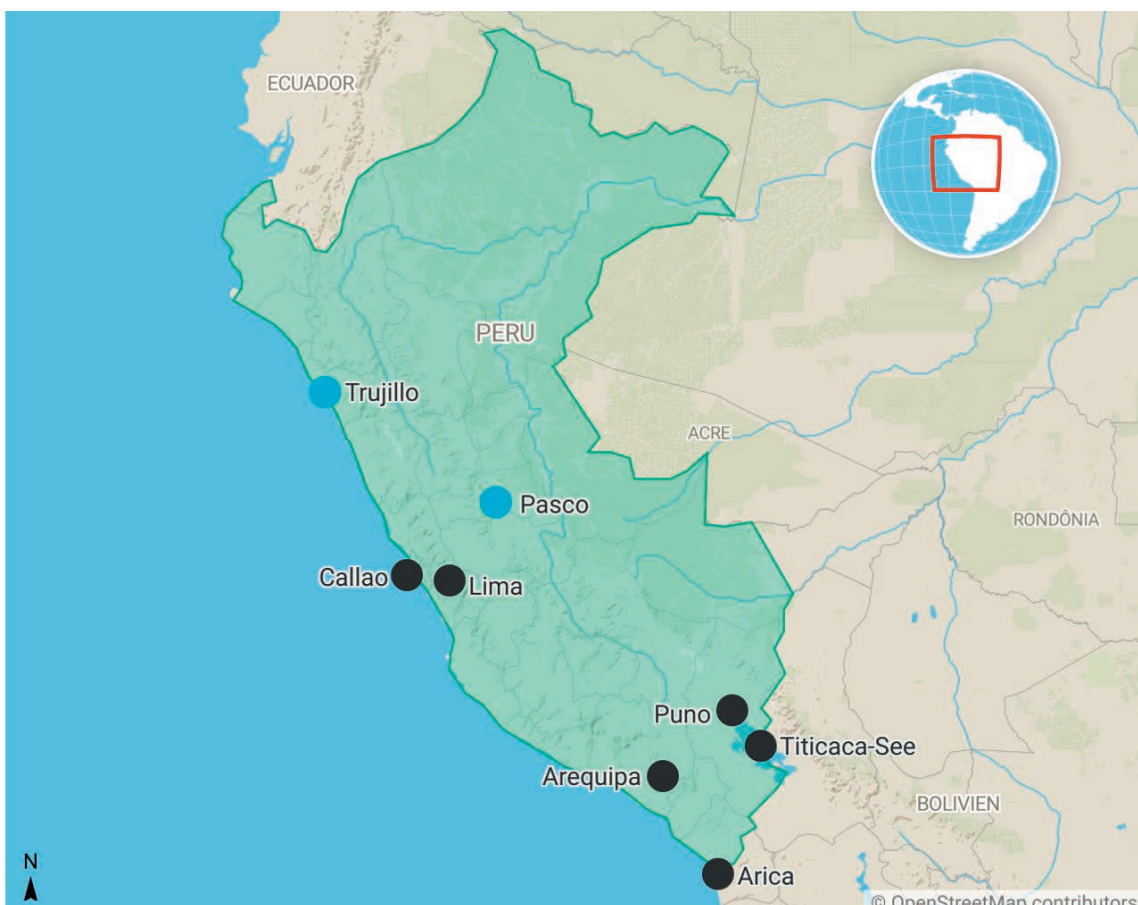 ECUADOR
PERU
Trujillo
ACRE
Pasco
RONDÔNIA
Callao
Lima
Puno
Titicaca-See
Arequipa
BOLIVIEN
N
Arica
© OpenStreetMap contributors